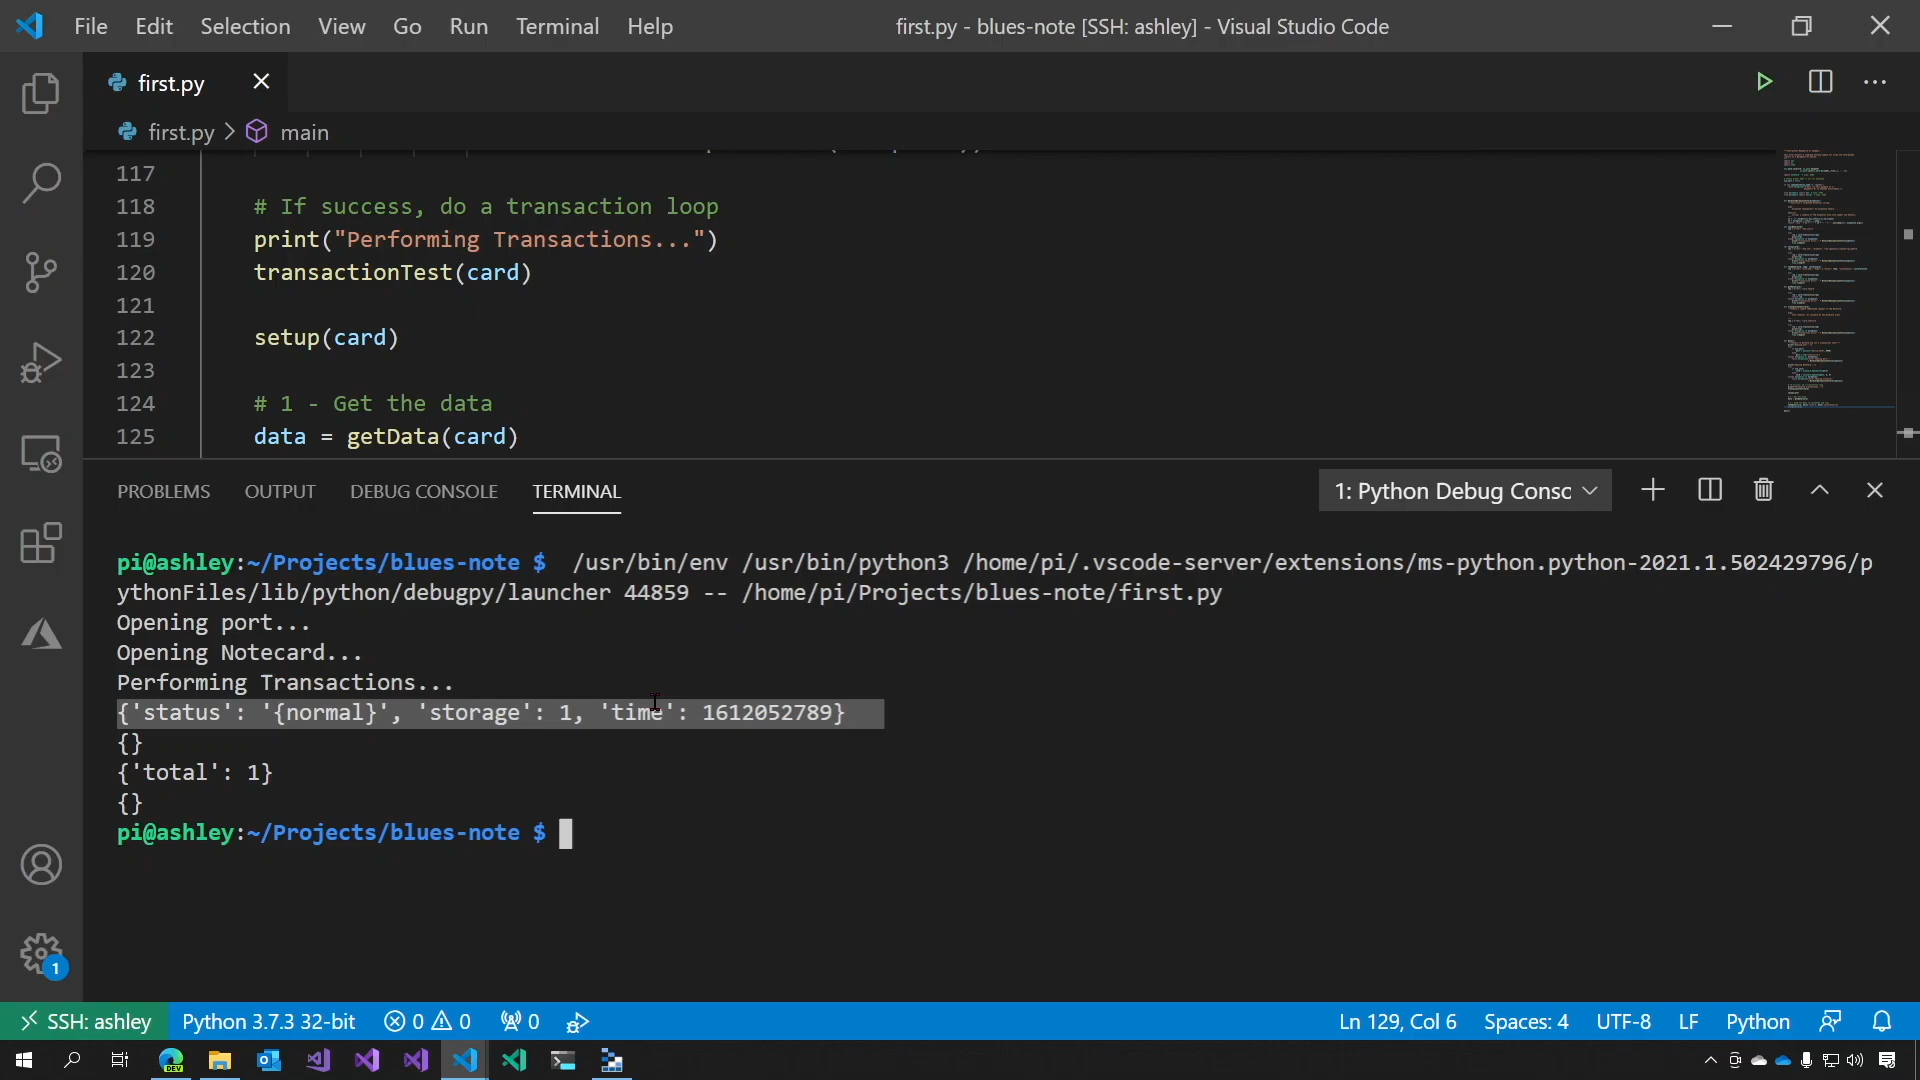 File Edit Selection View Go Run Terminal Help first.py - blues-note [SSH: ashley] - Visual Studio Code
first.py
first.py > main
117
118 # If success, do a transaction loop
119 print("Performing Transactions...")
120 transactionTest(card)
121
122 setup(card)
123
124 # 1 - Get the data
125 data = getData(card)
PROBLEMS OUTPUT DEBUG CONSOLE TERMINAL 1: Python Debug Consc
pi@ashley:~/Projects/blues-note $ /usr/bin/env /usr/bin/python3 /home/pi/.vscode-server/extensions/ms-python.python-2021.1.502429796/p
ythonFiles/lib/python/debugpy/launcher 44859 -- /home/pi/Projects/blues-note/first.py
Opening port...
Opening Notecard...
Performing Transactions...
{'status': '{normal}', 'storage': 1, 'time': 1612052789}
{}
{'total': 1}
{}
pi@ashley:~/Projects/blues-note $
1
SSH: ashley Python 3.7.3 32-bit 0 0 0 Ln 129, Col 6 Spaces: 4 UTF-8 LF Python
DEV